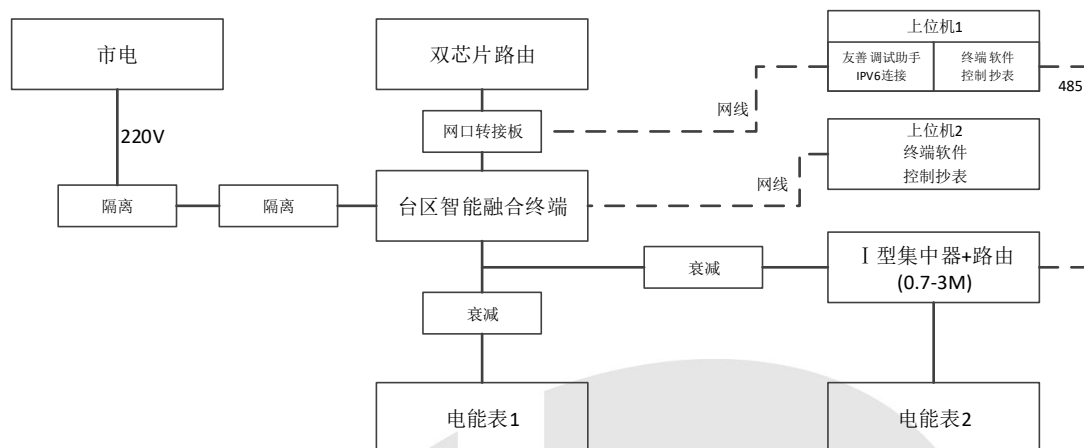 市电
双芯片路由
上位机1
友善调试助手
IPV6连接
终端软件
控制抄表
485
网线
220V
网口转接板
上位机2
终端软件
控制抄表
网线
隔离
隔离
台区智能融合终端
衰减
Ⅰ型集中器+路由
(0.7-3M)
衰减
电能表1
电能表2